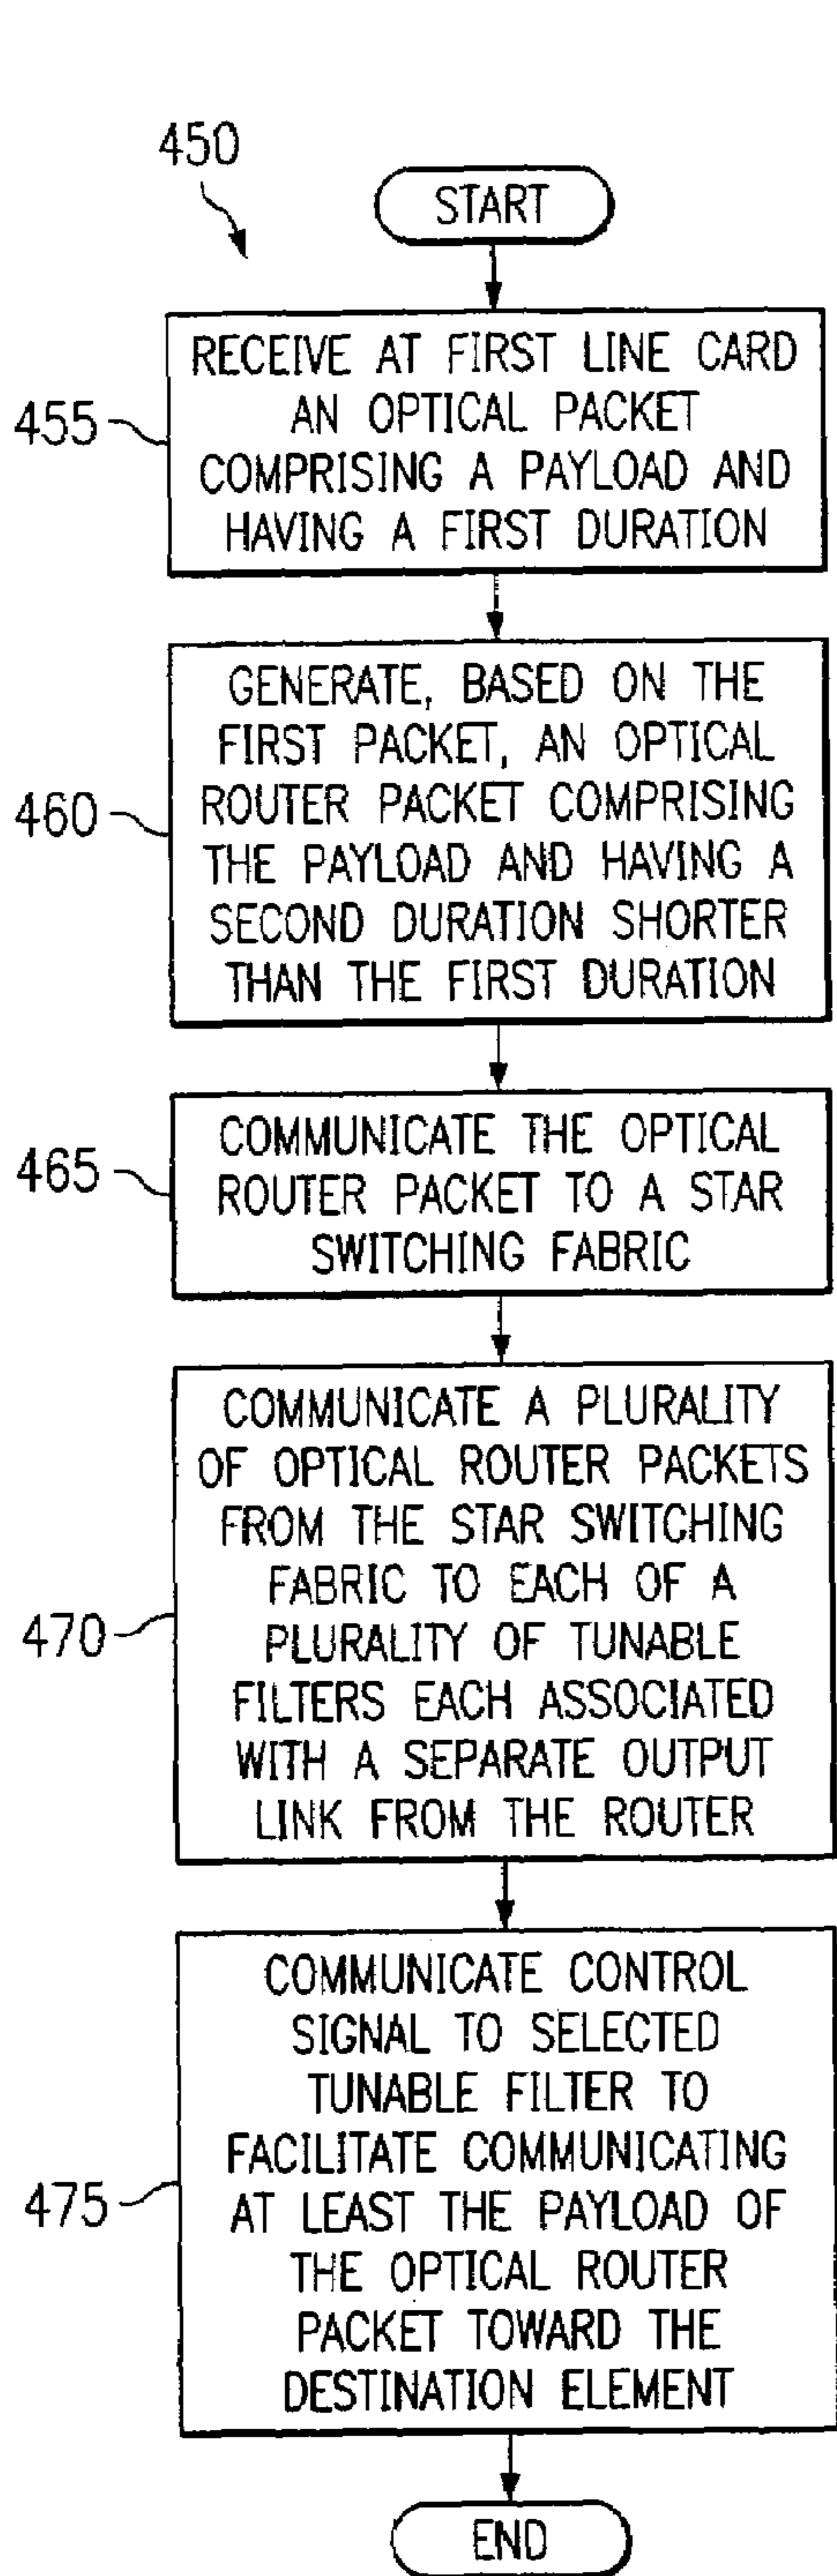 450
START
RECEIVE AT FIRST LINE CARD
AN OPTICAL PACKET
COMPRISING A PAYLOAD AND
HAVING A FIRST DURATION
455
GENERATE, BASED ON THE
FIRST PACKET, AN OPTICAL
ROUTER PACKET COMPRISING
THE PAYLOAD AND HAVING A
SECOND DURATION SHORTER
THAN THE FIRST DURATION
460
COMMUNICATE THE OPTICAL
ROUTER PACKET TO A STAR
SWITCHING FABRIC
465
COMMUNICATE A PLURALITY
OF OPTICAL ROUTER PACKETS
FROM THE STAR SWITCHING
FABRIC TO EACH OF A
PLURALITY OF TUNABLE
FILTERS EACH ASSOCIATED
WITH A SEPARATE OUTPUT
LINK FROM THE ROUTER
470
COMMUNICATE CONTROL
SIGNAL TO SELECTED
TUNABLE FILTER TO
FACILITATE COMMUNICATING
AT LEAST THE PAYLOAD OF
THE OPTICAL ROUTER
PACKET TOWARD THE
DESTINATION ELEMENT
475
END